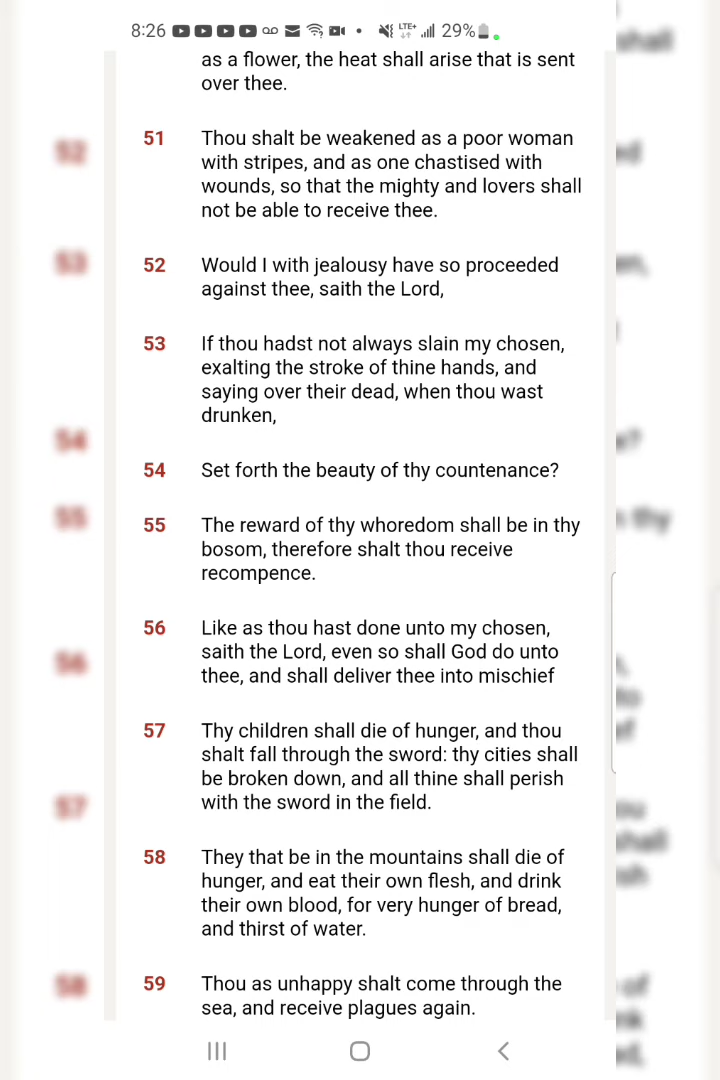 8:26 LTE+ 29%
as a flower, the heat shall arise that is sent
over thee.
51 Thou shalt be weakened as a poor woman
with stripes, and as one chastised with
wounds, so that the mighty and lovers shall
not be able to receive thee.
52 Would I with jealousy have so proceeded
against thee, saith the Lord,
53 If thou hadst not always slain my chosen,
exalting the stroke of thine hands, and
saying over their dead, when thou wast
drunken,
54 Set forth the beauty of thy countenance?
55 The reward of thy whoredom shall be in thy
bosom, therefore shalt thou receive
recompence.
56 Like as thou hast done unto my chosen,
saith the Lord, even so shall God do unto
thee, and shall deliver thee into mischief
57 Thy children shall die of hunger, and thou
shalt fall through the sword: thy cities shall
be broken down, and all thine shall perish
with the sword in the field.
58 They that be in the mountains shall die of
hunger, and eat their own flesh, and drink
their own blood, for very hunger of bread,
and thirst of water.
59 Thou as unhappy shalt come through the
sea, and receive plagues again.